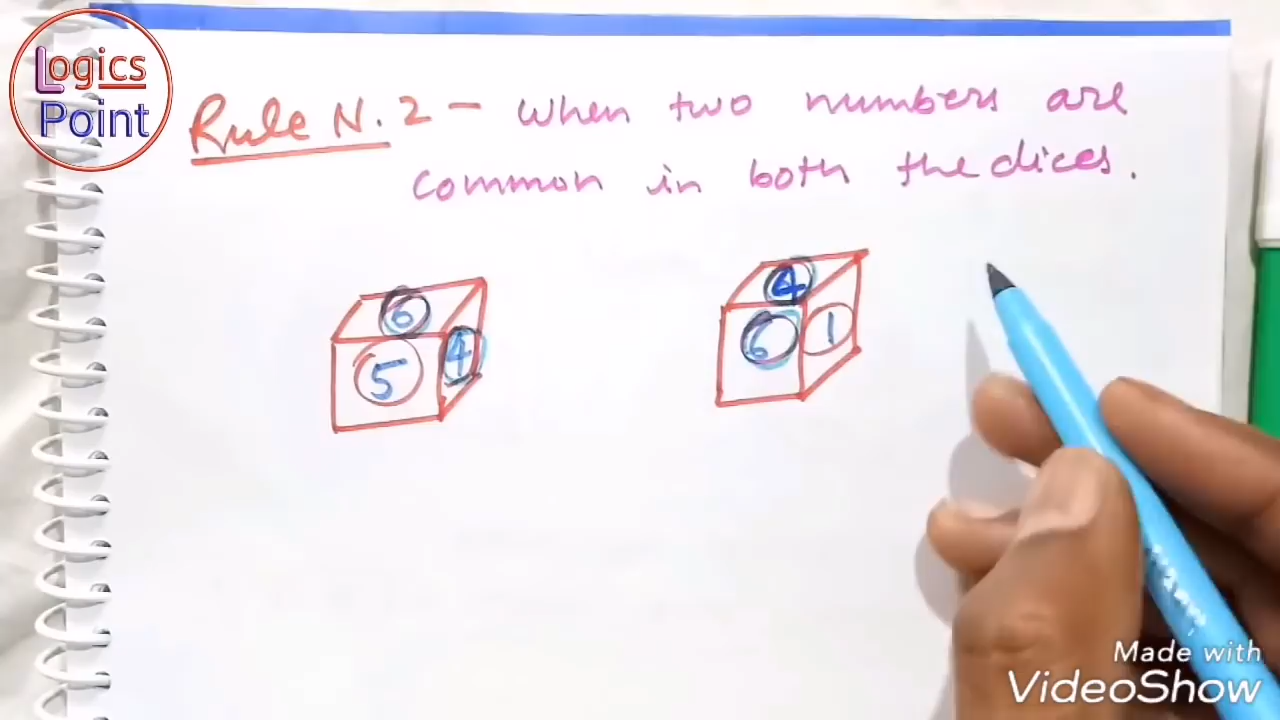 Logics
Point
Rule N.2 - When two numbers are
common in both the dices.
6
5 4
4
6 1
Made with
VideoShow